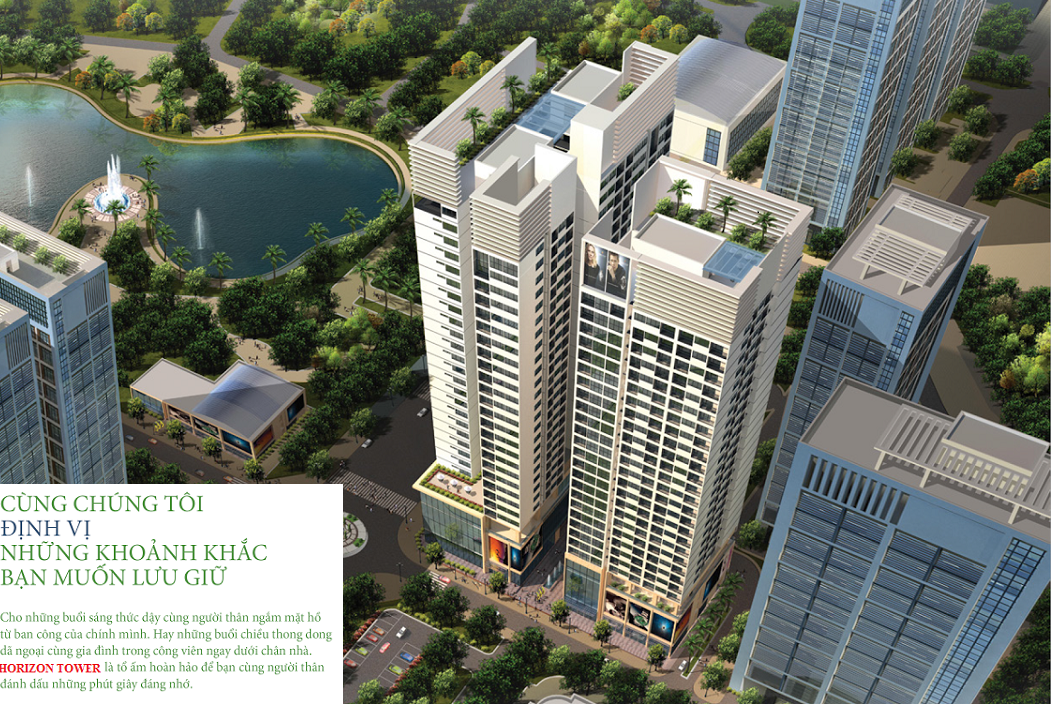 CÙNG CHÚNG TÔI
ĐỊNH VỊ
NHỮNG KHOẢNH KHẮC
BẠN MUỐN LƯU GIỮ
Cho những buổi sáng thức dậy cùng người thân ngắm mặt hồ
từ ban công của chính mình. Hay những buổi chiều thong dong
dã ngoại cùng gia đình trong công viên ngay dưới chân nhà.
HORIZON TOWER là tổ ấm hoàn hảo để bạn cùng người thân
đánh dấu những phút giây đáng nhớ.